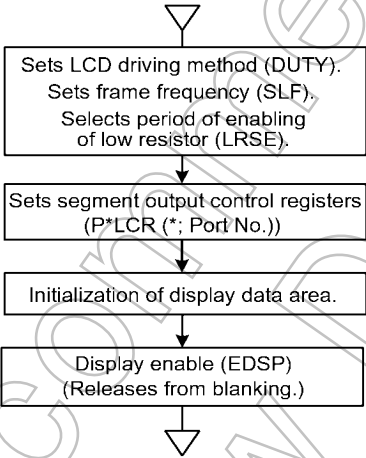 Sets LCD driving method (DUTY).
Sets frame frequency (SLF).
Selects period of enabling
of low resistor (LRSE).
Sets segment output control registers
(P*LCR (*; Port No.))
Initialization of display data area.
Display enable (EDSP)
(Releases from blanking.)